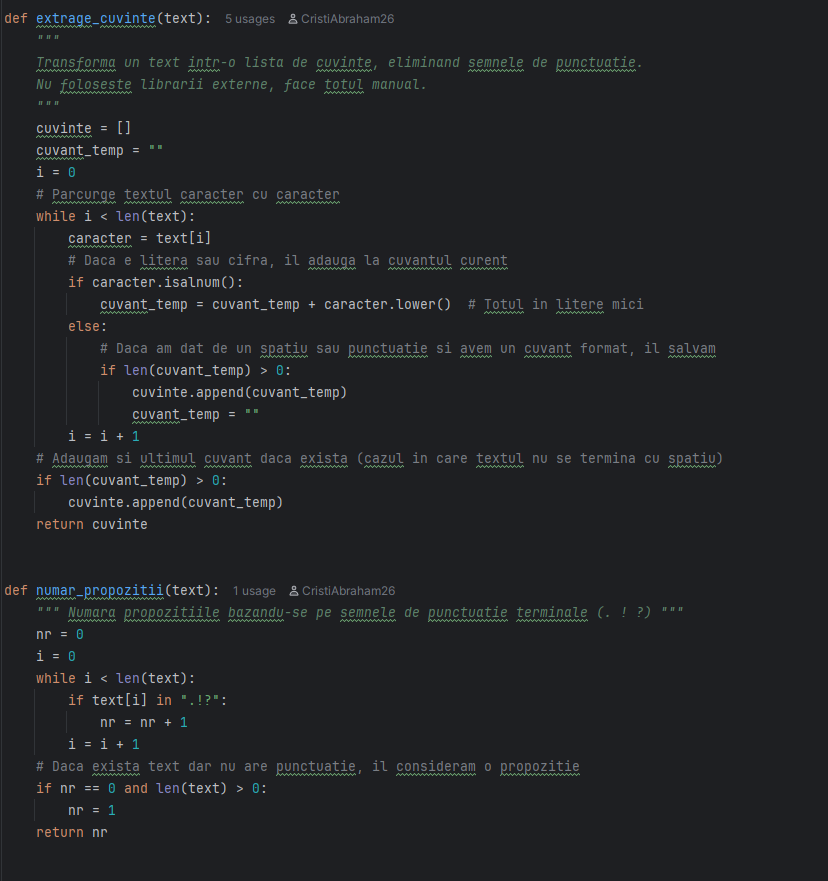 def extrage_cuvinte(text):  5 usages  CristiAbraham26
    """
    Transforma un text intr-o lista de cuvinte, eliminand semnele de punctuatie.
    Nu foloseste librarii externe, face totul manual.
    """
    cuvinte = []
    cuvant_temp = ""
    i = 0
    # Parcurge textul caracter cu caracter
    while i < len(text):
        caracter = text[i]
        # Daca e litera sau cifra, il adauga la cuvantul curent
        if caracter.isalnum():
            cuvant_temp = cuvant_temp + caracter.lower()  # Totul in litere mici
        else:
            # Daca am dat de un spatiu sau punctuatie si avem un cuvant format, il salvam
            if len(cuvant_temp) > 0:
                cuvinte.append(cuvant_temp)
                cuvant_temp = ""
        i = i + 1
    # Adaugam si ultimul cuvant daca exista (cazul in care textul nu se termina cu spatiu)
    if len(cuvant_temp) > 0:
        cuvinte.append(cuvant_temp)
    return cuvinte
def numar_propozitii(text):  1 usage  CristiAbraham26
    """ Numara propozitiile bazandu-se pe semnele de punctuatie terminale (. ! ?) """
    nr = 0
    i = 0
    while i < len(text):
        if text[i] in ".!?":
            nr = nr + 1
        i = i + 1
    # Daca exista text dar nu are punctuatie, il consideram o propozitie
    if nr == 0 and len(text) > 0:
        nr = 1
    return nr